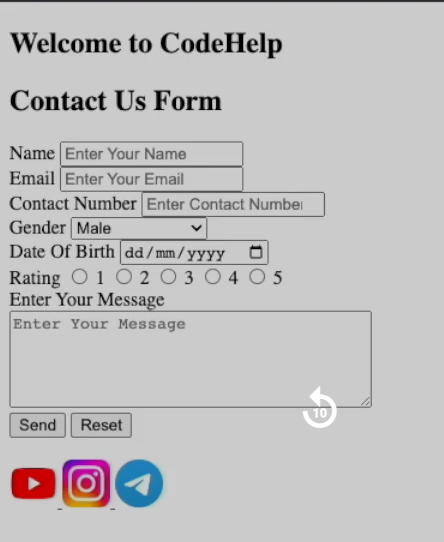 Welcome to CodeHelp
Contact Us Form
Name Enter Your Name
Email Enter Your Email
Contact Number Enter Contact Number
Gender Male
Date Of Birth dd/mm/yyyy
Rating 1 2 3 4 5
Enter Your Message
Enter Your Message
10
Send Reset